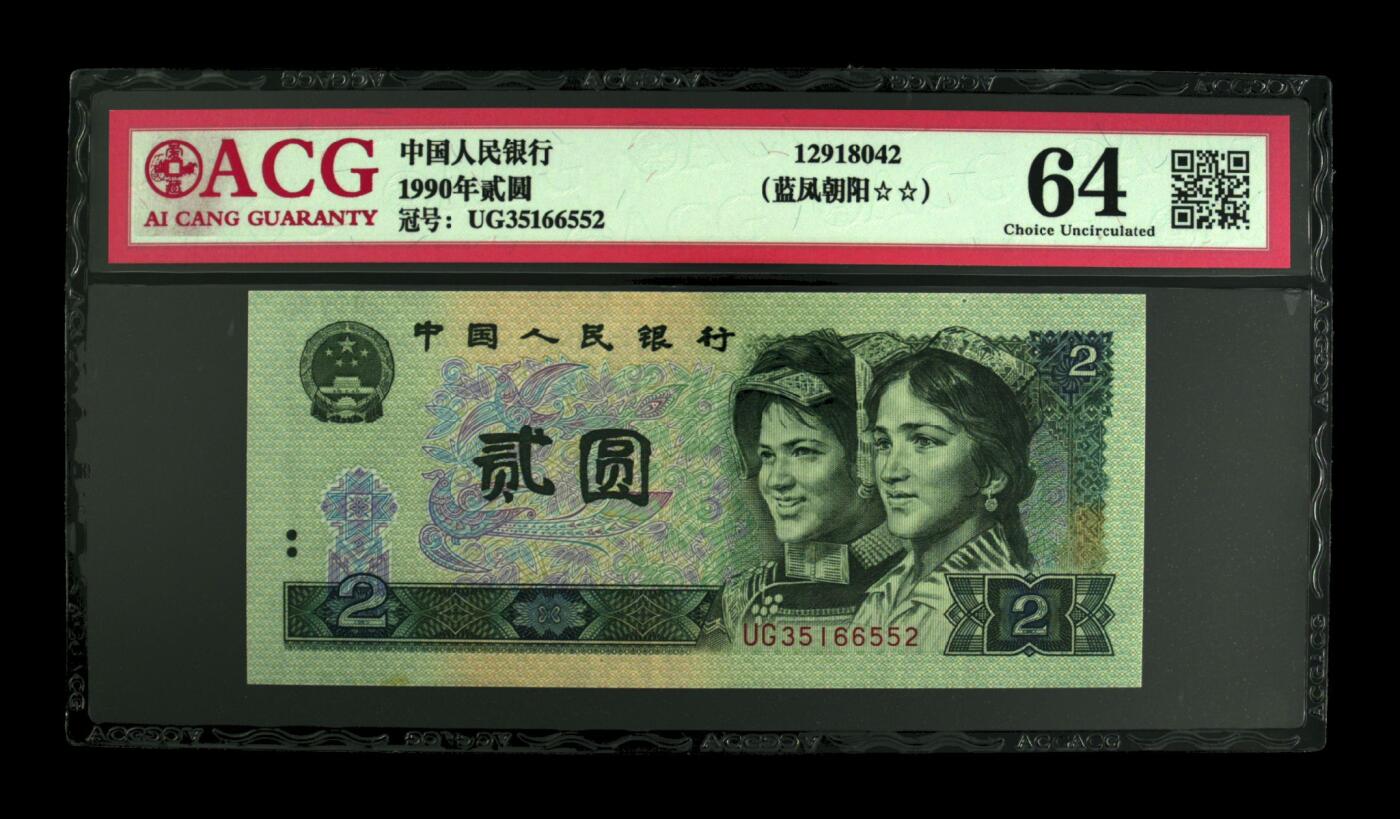 ACG
AI CANG GUARANTY
中国人民银行
1990年贰圆
冠号：UG35166552
12918042
（蓝凤朝阳☆☆）
64
Choice Uncirculated
中国人民银行
2
贰圆
2
UG35166552
2